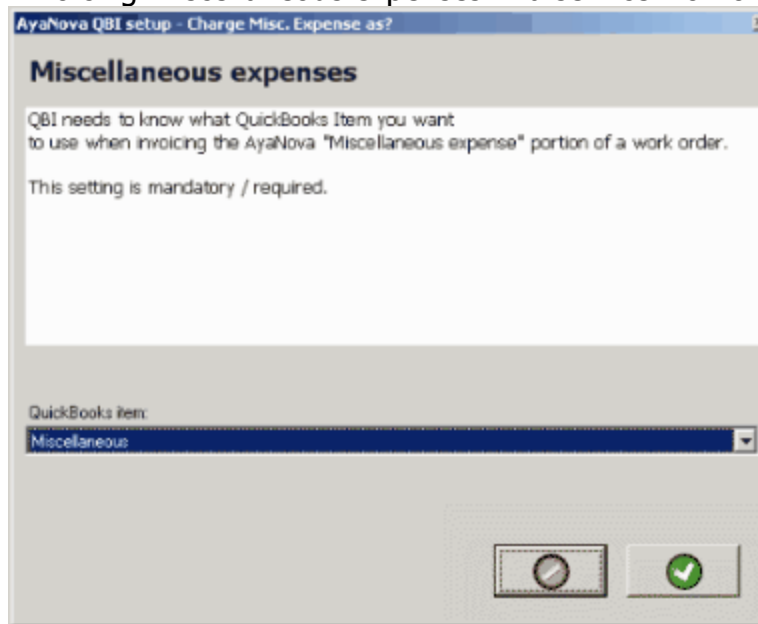 AyaNova QBI setup - Charge Misc. Expense as?
Miscellaneous expenses
QBI needs to know what QuickBooks Item you want
to use when invoicing the AyaNova "Miscellaneous expense" portion of a work order.
This setting is mandatory / required.
QuickBooks item:
Miscellaneous